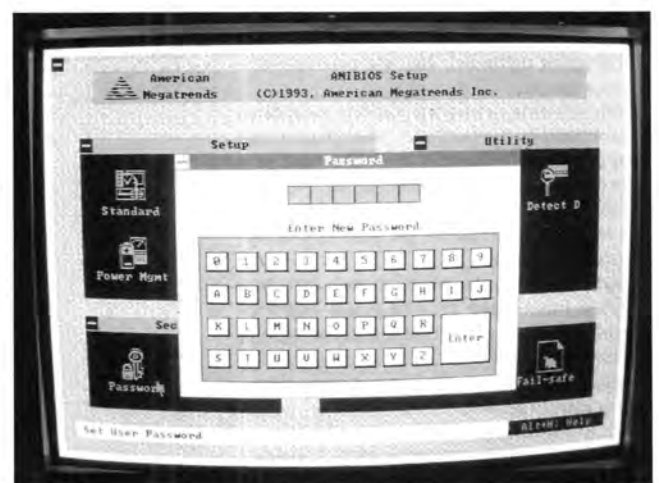 American
Megatrends
AMIBIOS Setup
(C)1993, American Megatrends Inc.
Setup
Utility
Password
Standard
Detect D
Enter New Password
Power Mgmt
0 1 2 3 4 5 6 7 8 9
A B C D E F G H I J
K L M N O P Q R
Enter
S T U V W X Y Z
Sec
Password
Fail-safe
Set User Password
Alt+H: Help